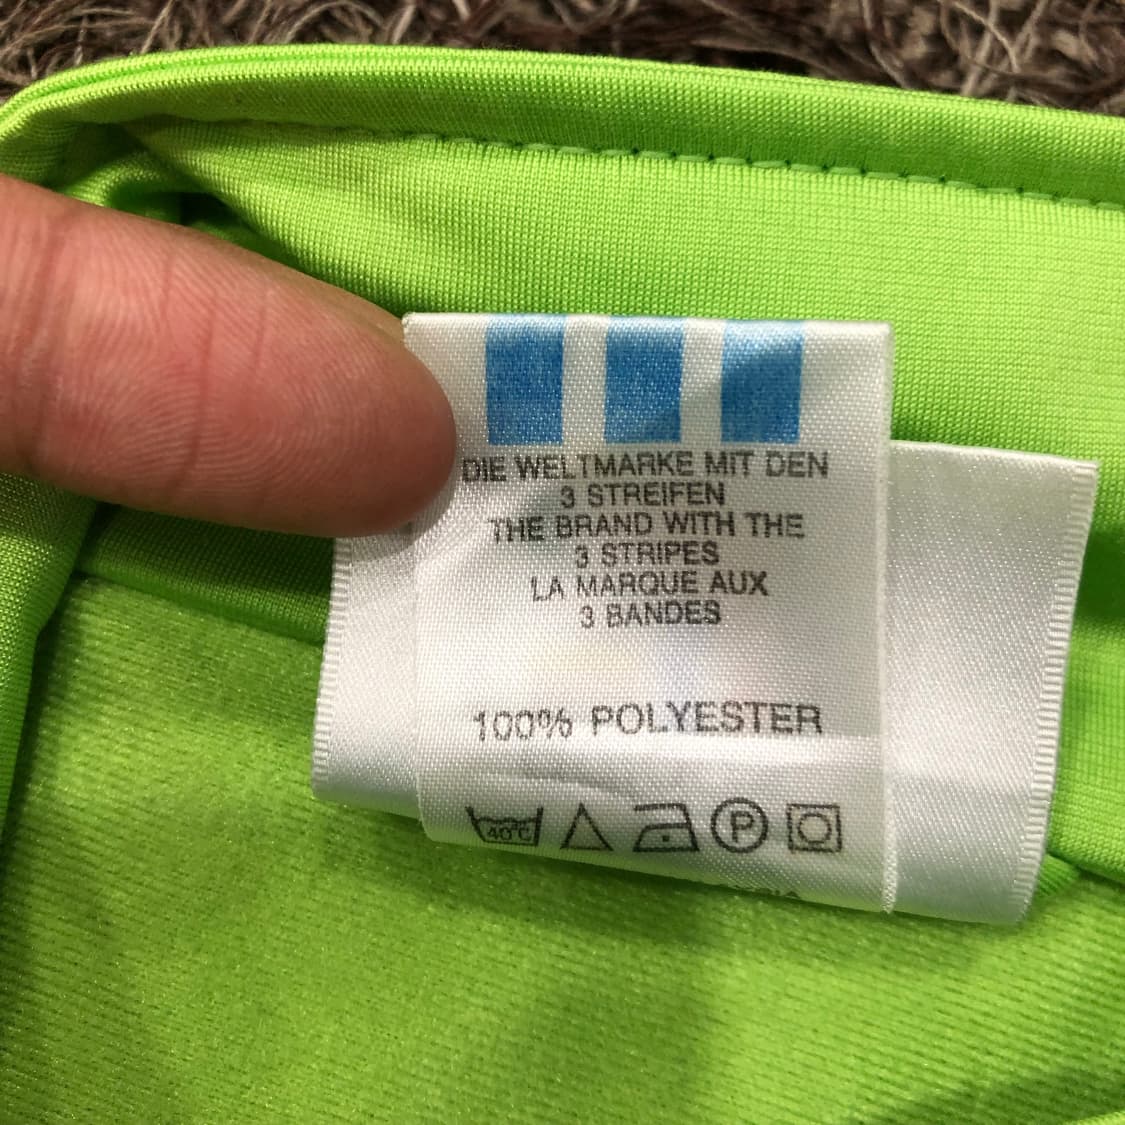 DIE WELTMARKE MIT DEN
3 STREIFEN
THE BRAND WITH THE
3 STRIPES
LA MARQUE AUX
3 BANDES
100% POLYESTER
40°C
P